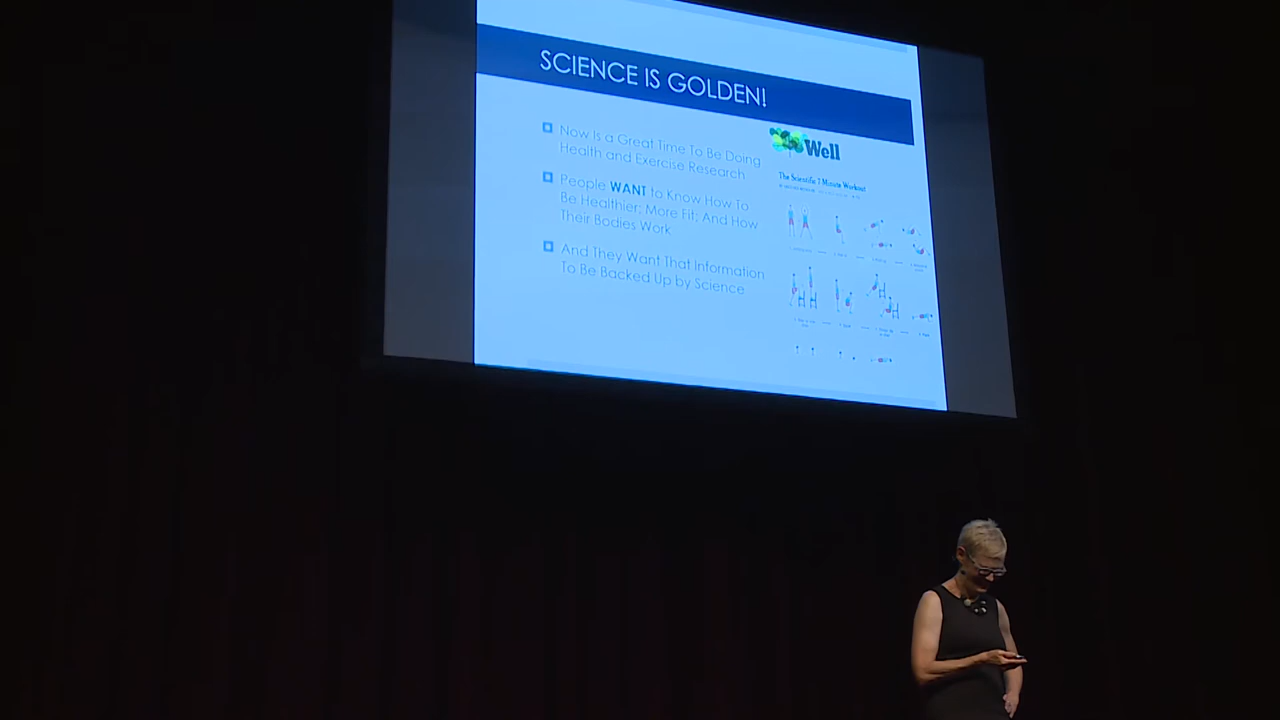 SCIENCE IS GOLDEN!
Now Is a Great Time To Be Doing
Health and Exercise Research
People WANT to Know How To
Be Healthier; More Fit; And How
Their Bodies Work
And They Want That Information
To Be Backed Up by Science
Well
The Scientific 7 Minute Workout